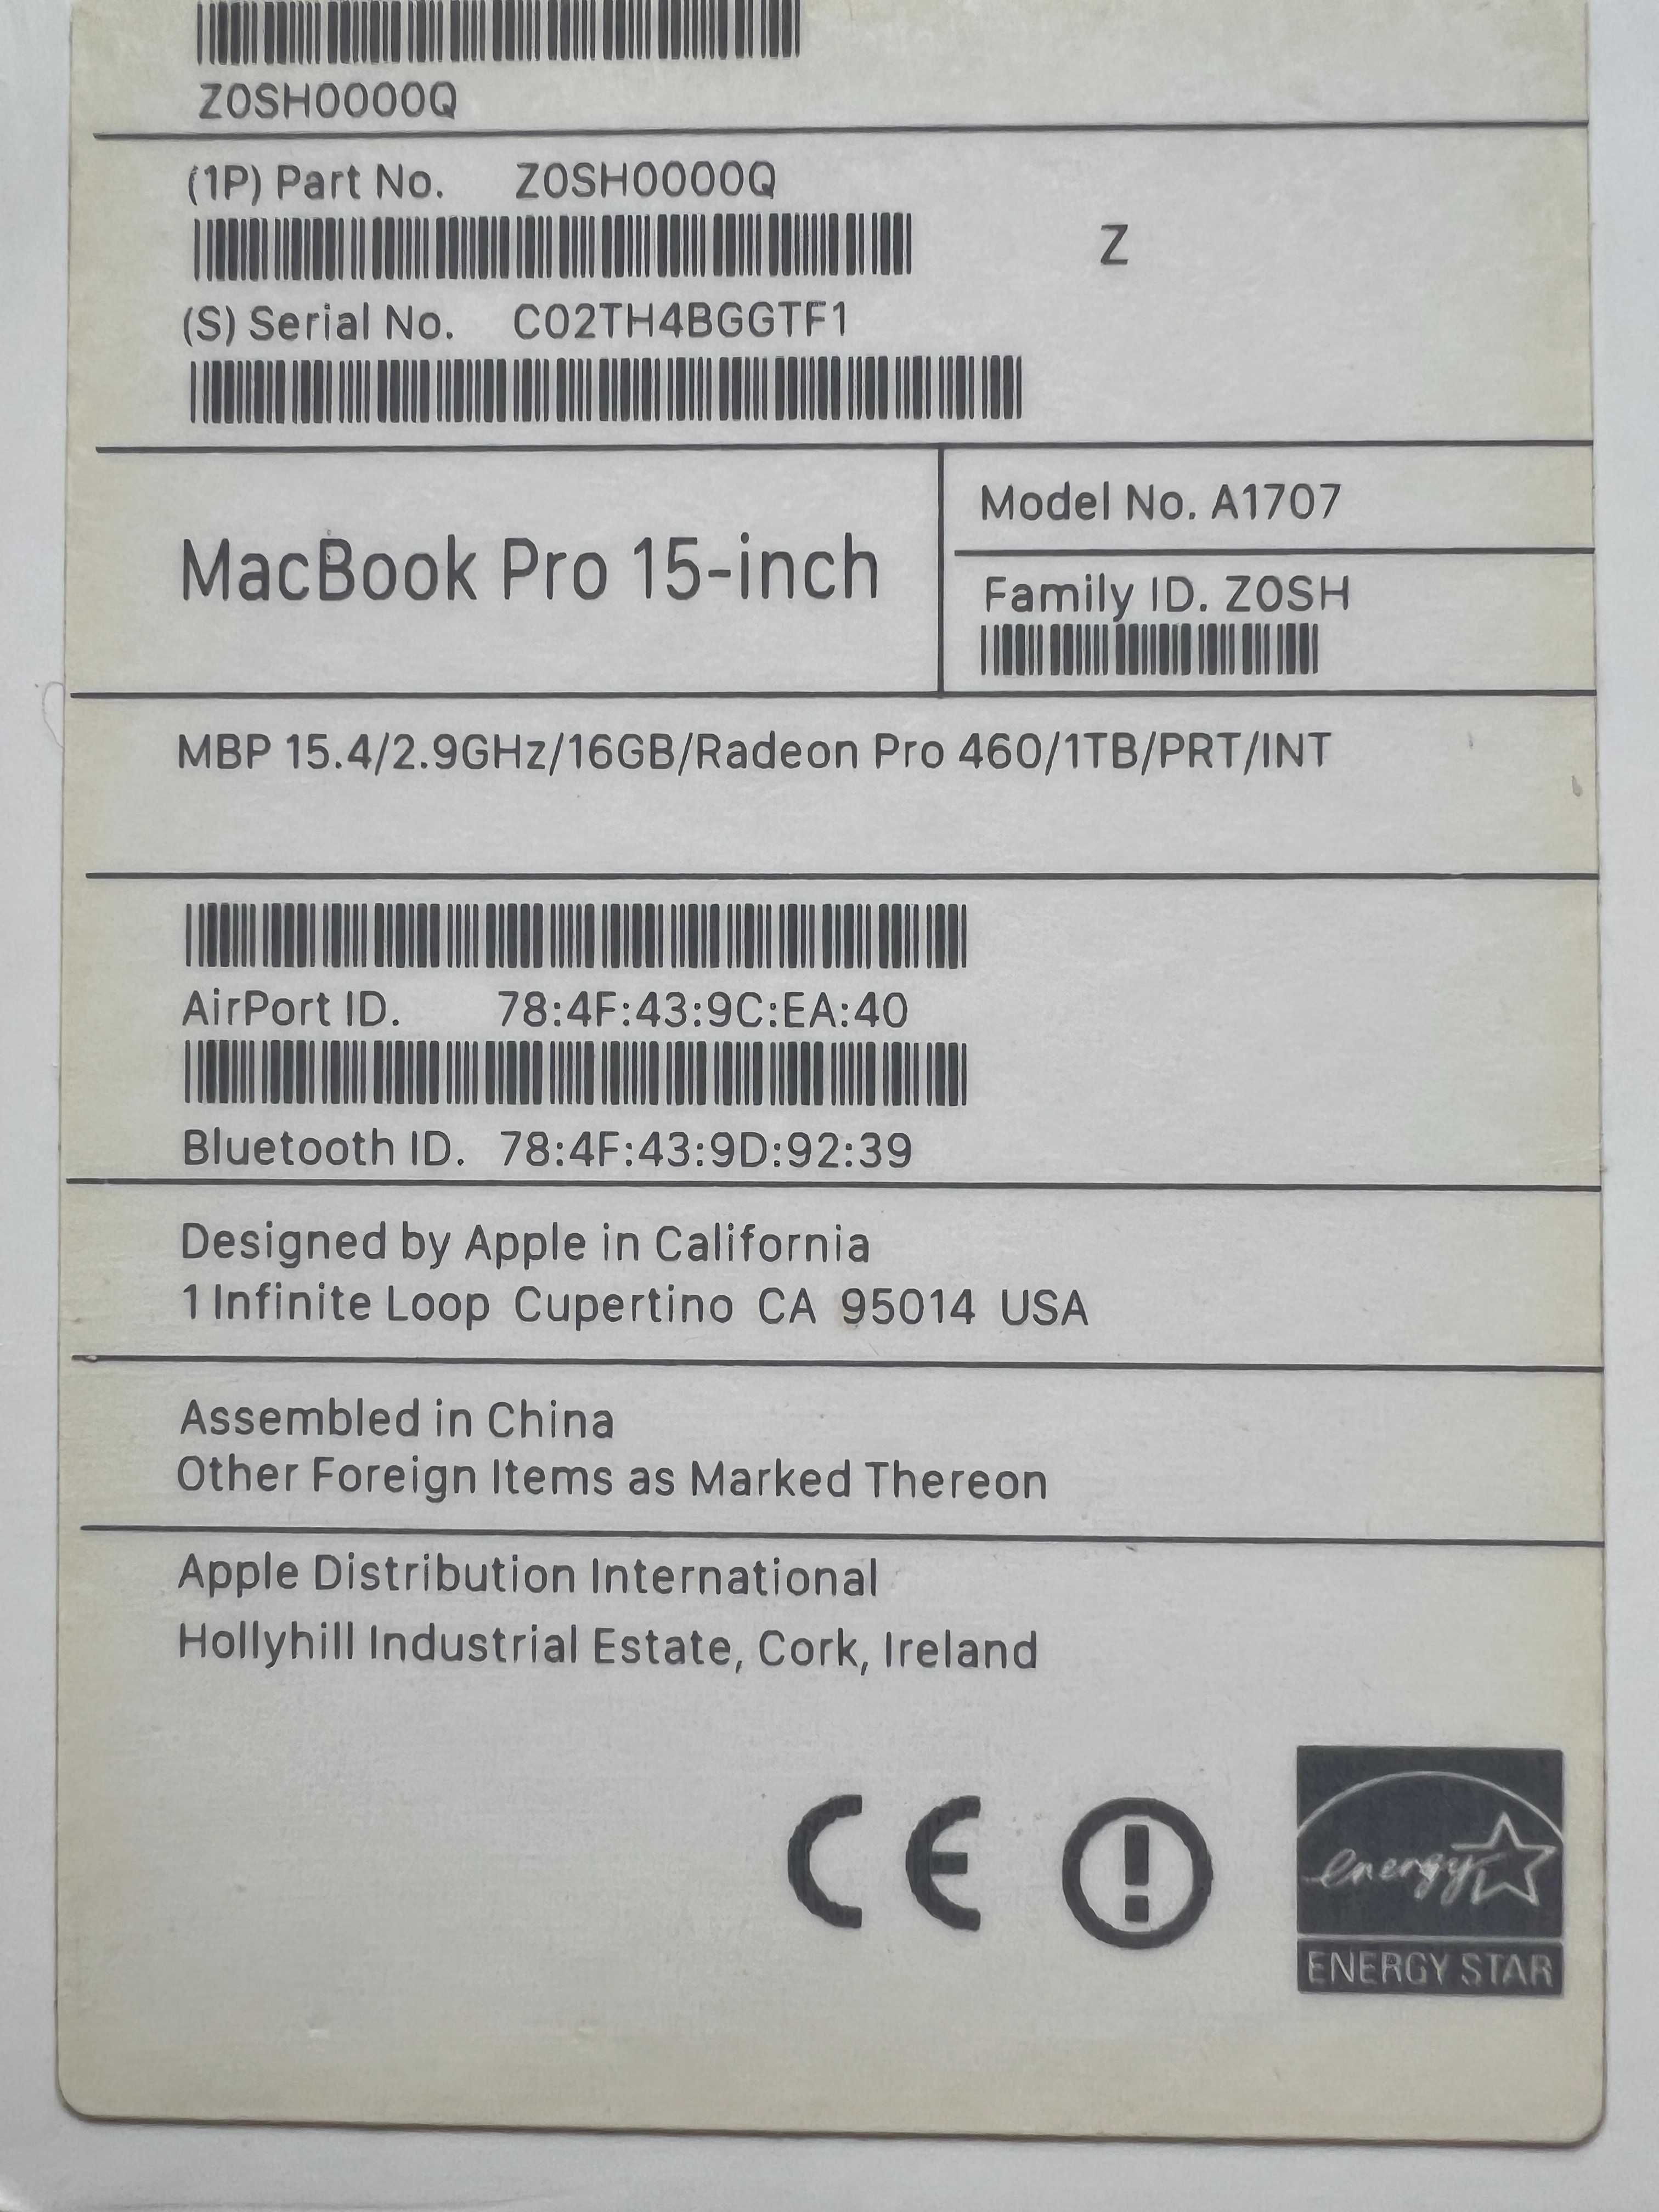 Z0SH0000Q
(1P) Part No. Z0SH0000Q
Z
(S) Serial No. C02TH4BGGTF1
MacBook Pro 15-inch
Model No. A1707
Family ID. Z0SH
MBP 15.4/2.9GHz/16GB/Radeon Pro 460/1TB/PRT/INT
AirPort ID. 78:4F:43:9C:EA:40
Bluetooth ID. 78:4F:43:9D:92:39
Designed by Apple in California
1 Infinite Loop Cupertino CA 95014 USA
Assembled in China
Other Foreign Items as Marked Thereon
Apple Distribution International
Hollyhill Industrial Estate, Cork, Ireland
CE
energy
ENERGY STAR